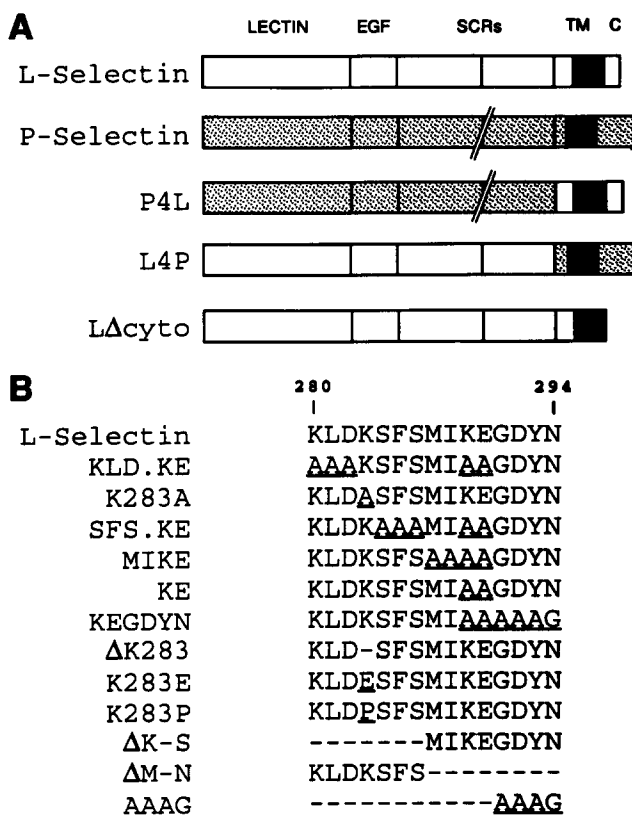 A LECTIN EGF SCRs TM C
L-Selectin
P-Selectin
P4L
L4P
LΔcyto
B 280 294
L-Selectin KLDKSFSMIKEGDYN
KLD.KE AAAKSFSMIAAGDYN
K283A KLDASFSMIKEGDYN
SFS.KE KLDKAAAMIAAGDYN
MIKE KLDKSFSAAAAGDYN
KE KLDKSFSMIAAGDYN
KEGDYN KLDKSFSMIAAAAAG
ΔK283 KLD-SFSMIKEGDYN
K283E KLDESFSMIKEGDYN
K283P KLDPSFSMIKEGDYN
ΔK-S -------MIKEGDYN
ΔM-N KLDKSFS--------
AAAG -----------AAAG